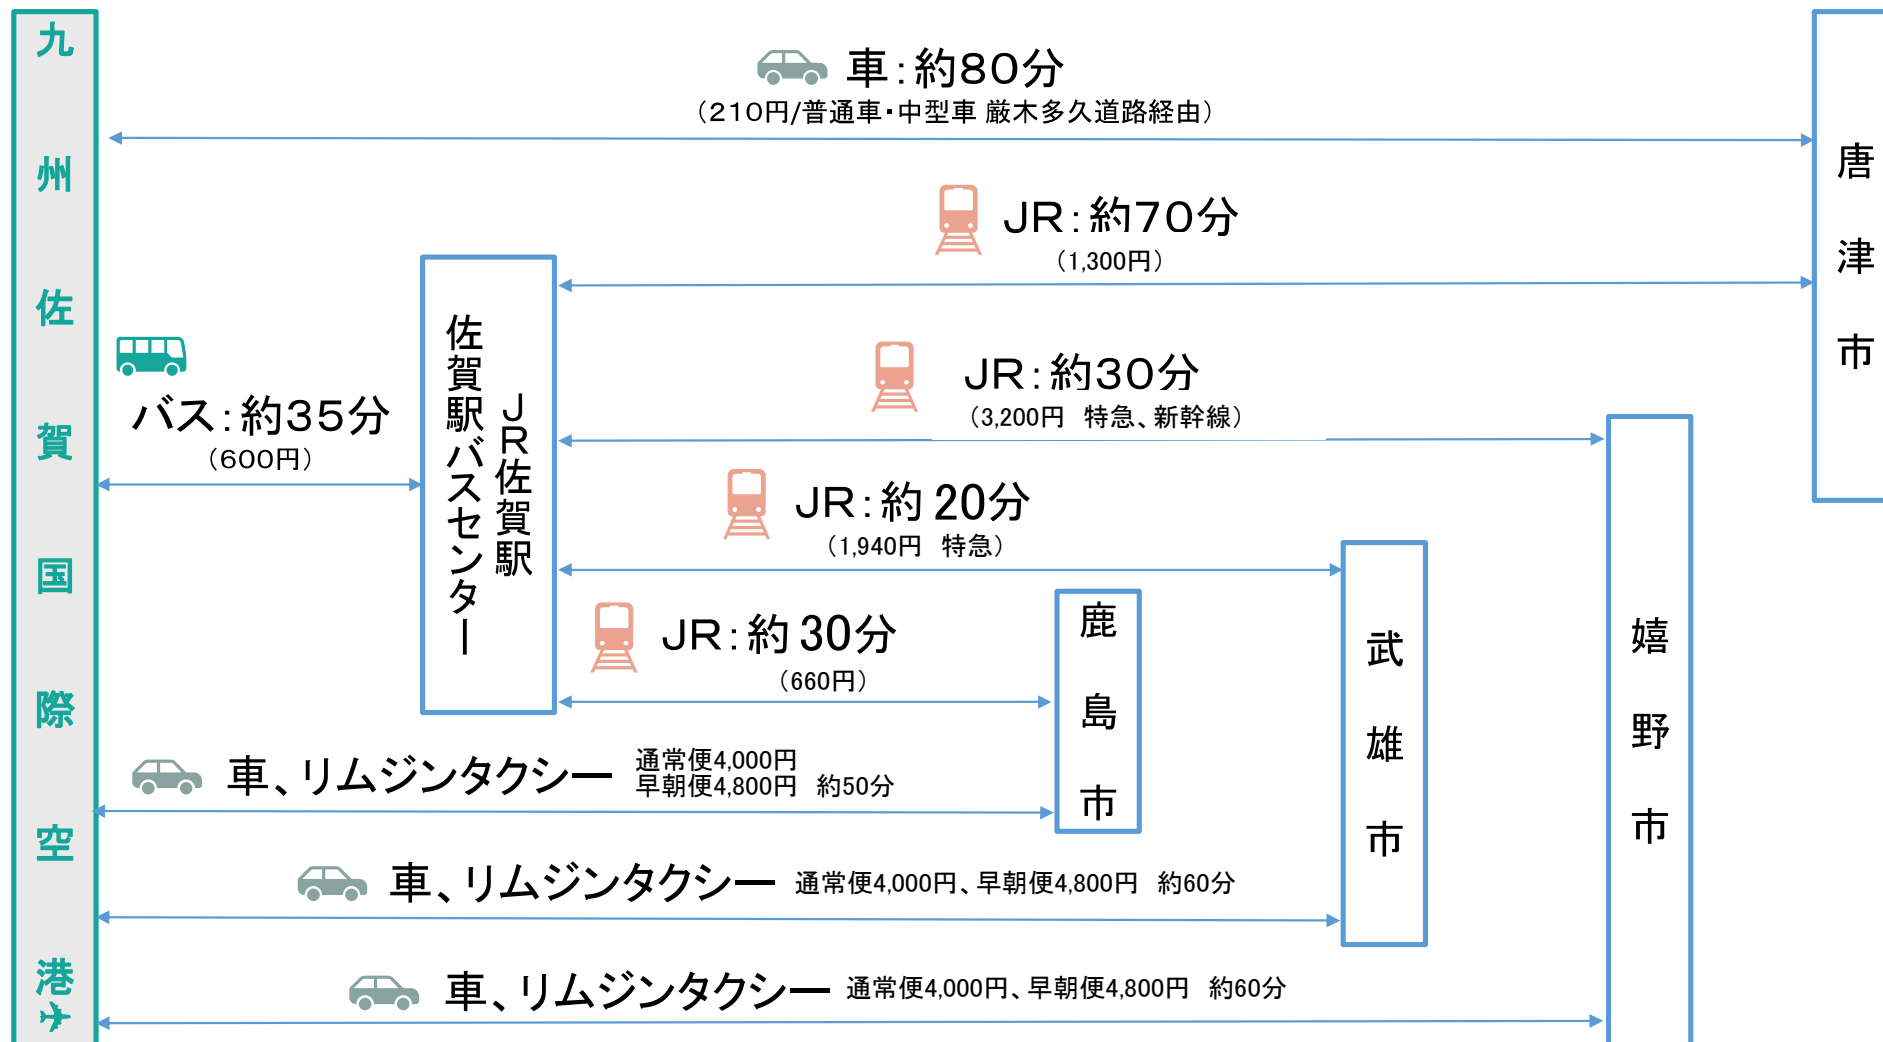 九州佐賀国際空港
車：約８０分
（２１０円/普通車・中型車 厳木多久道路経由）
唐津市
ＪＲ：約７０分
（1,300円）
バス：約３５分
（６００円）
ＪＲ佐賀駅
佐賀駅バスセンター
ＪＲ：約３０分
（3,200円　特急、新幹線）
嬉野市
ＪＲ：約 20分
（1,940円　特急）
武雄市
ＪＲ：約 30分
（660円）
鹿島市
車、リムジンタクシー
通常便4,000円
早朝便4,800円　約50分
車、リムジンタクシー　通常便4,000円、早朝便4,800円　約60分
車、リムジンタクシー　通常便4,000円、早朝便4,800円　約60分